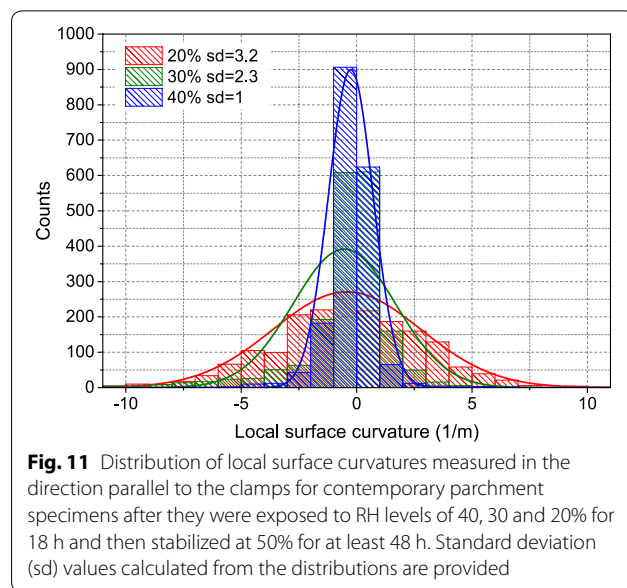 1000
900
800
700
600
500
400
300
200
100
0
Counts
20% sd=3.2
30% sd=2.3
40% sd=1
-10 -5 0 5 10
Local surface curvature (1/m)
Fig. 11 Distribution of local surface curvatures measured in the
direction parallel to the clamps for contemporary parchment
specimens after they were exposed to RH levels of 40, 30 and 20% for
18 h and then stabilized at 50% for at least 48 h. Standard deviation
(sd) values calculated from the distributions are provided